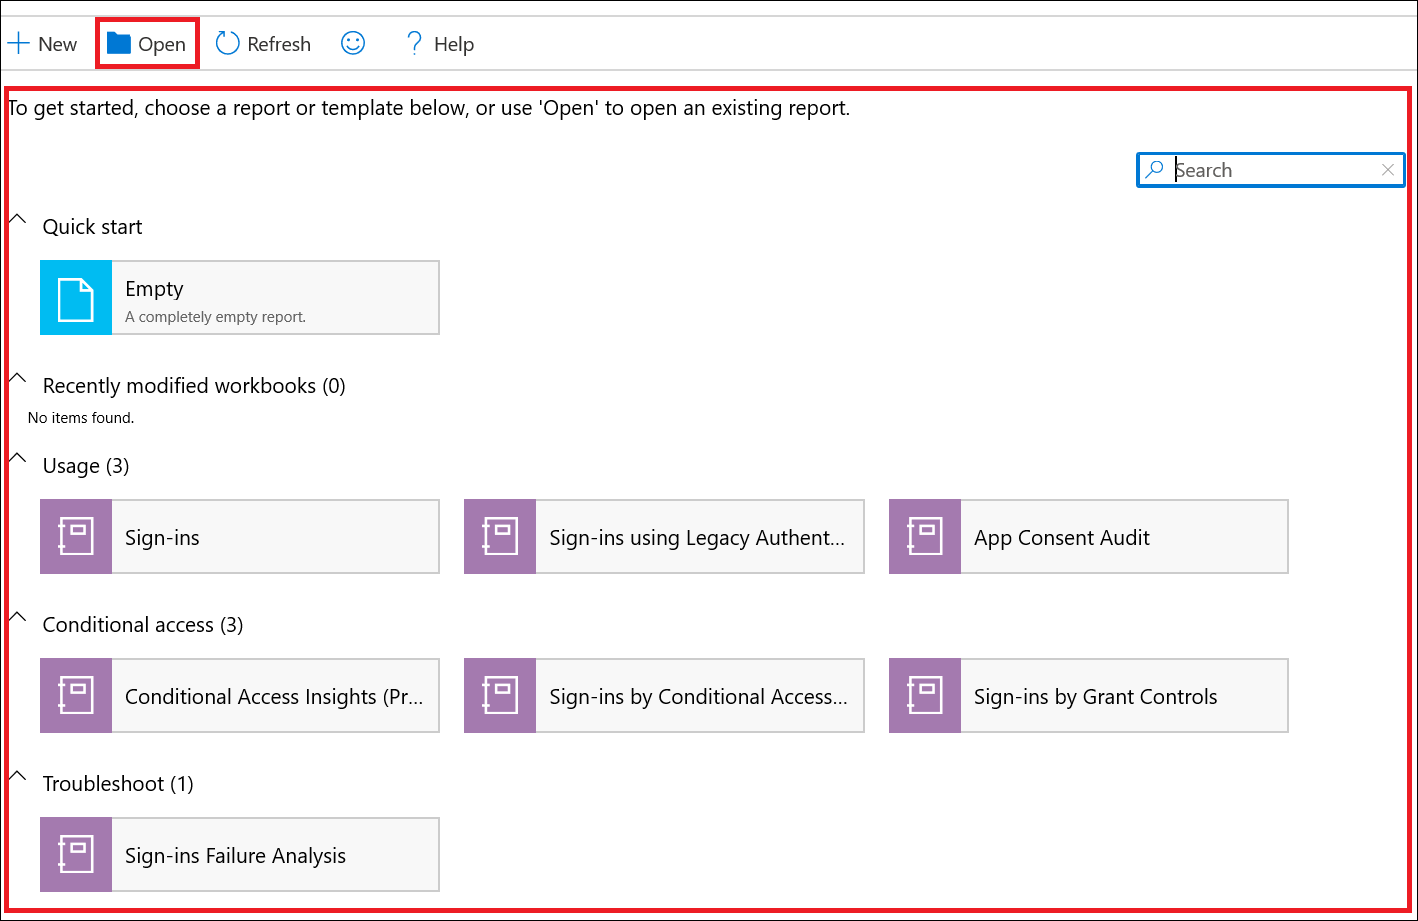 New Open Refresh Help
To get started, choose a report or template below, or use 'Open' to open an existing report.
Search
Quick start
Empty
A completely empty report.
Recently modified workbooks (0)
No items found.
Usage (3)
Sign-ins
Sign-ins using Legacy Authent...
App Consent Audit
Conditional access (3)
Conditional Access Insights (Pr...
Sign-ins by Conditional Access...
Sign-ins by Grant Controls
Troubleshoot (1)
Sign-ins Failure Analysis